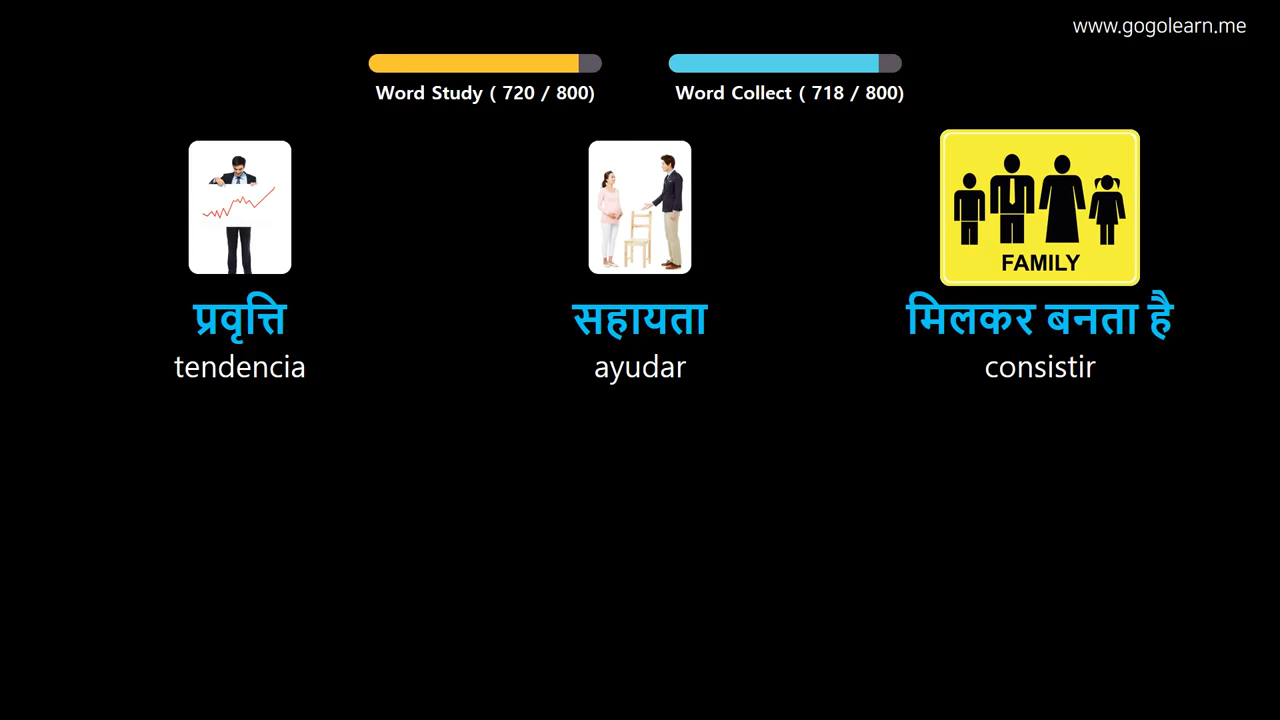 www.gogolearn.me
Word Study ( 720 / 800)
Word Collect ( 718 / 800)
FAMILY
प्रवृत्ति
सहायता
मिलकर बनता है
tendencia
ayudar
consistir